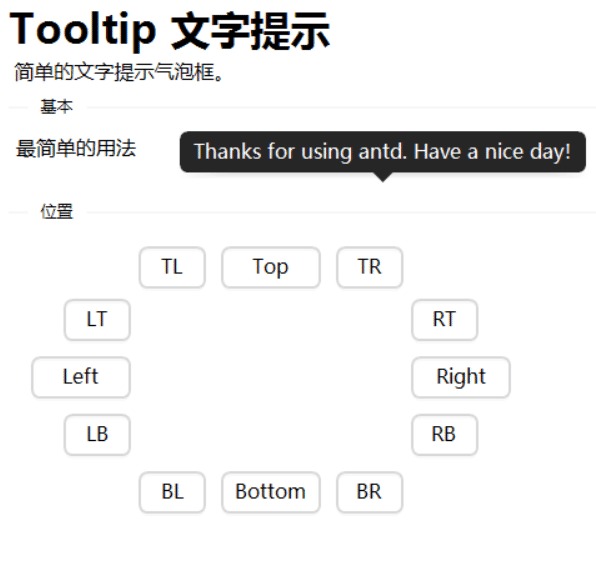 Tooltip 文字提示
简单的文字提示气泡框。
基本
最简单的用法 Thanks for using antd. Have a nice day!
位置
TL Top TR
LT RT
Left Right
LB RB
BL Bottom BR